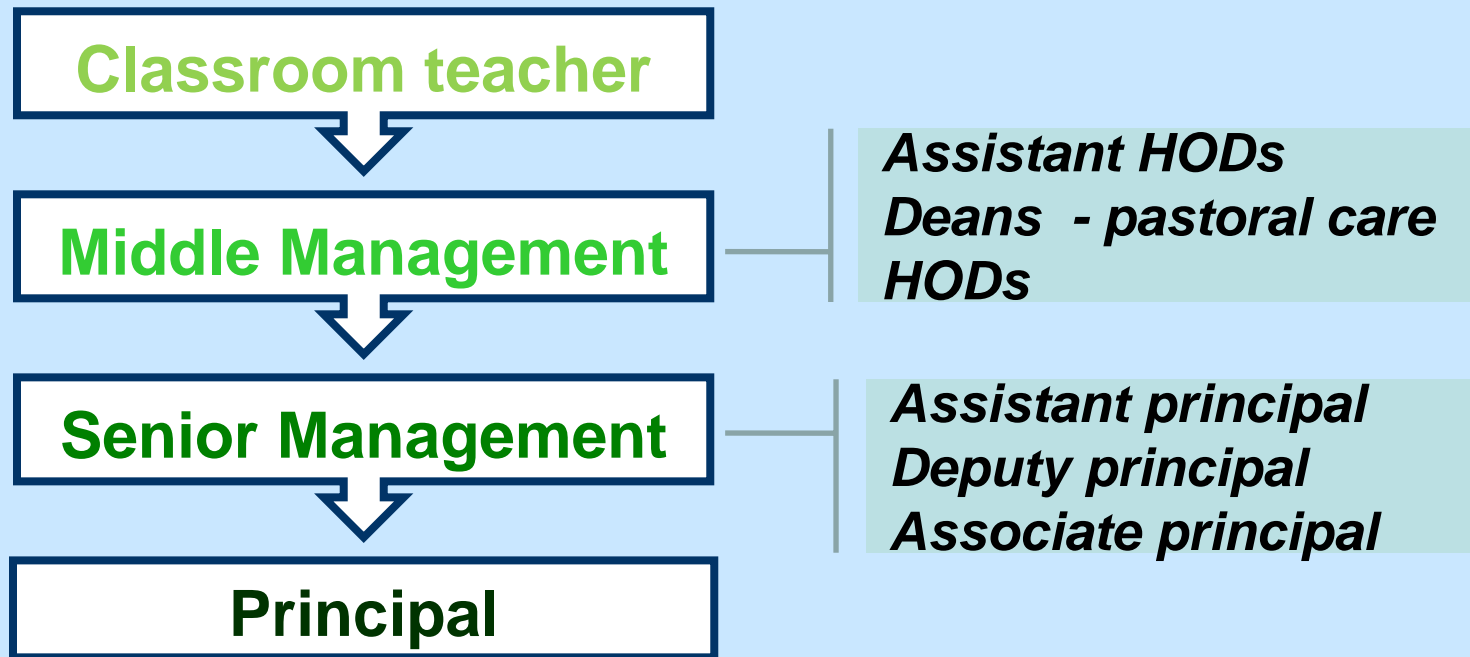 Classroom teacher
Middle Management
Assistant HODs
Deans - pastoral care
HODs
Senior Management
Assistant principal
Deputy principal
Associate principal
Principal